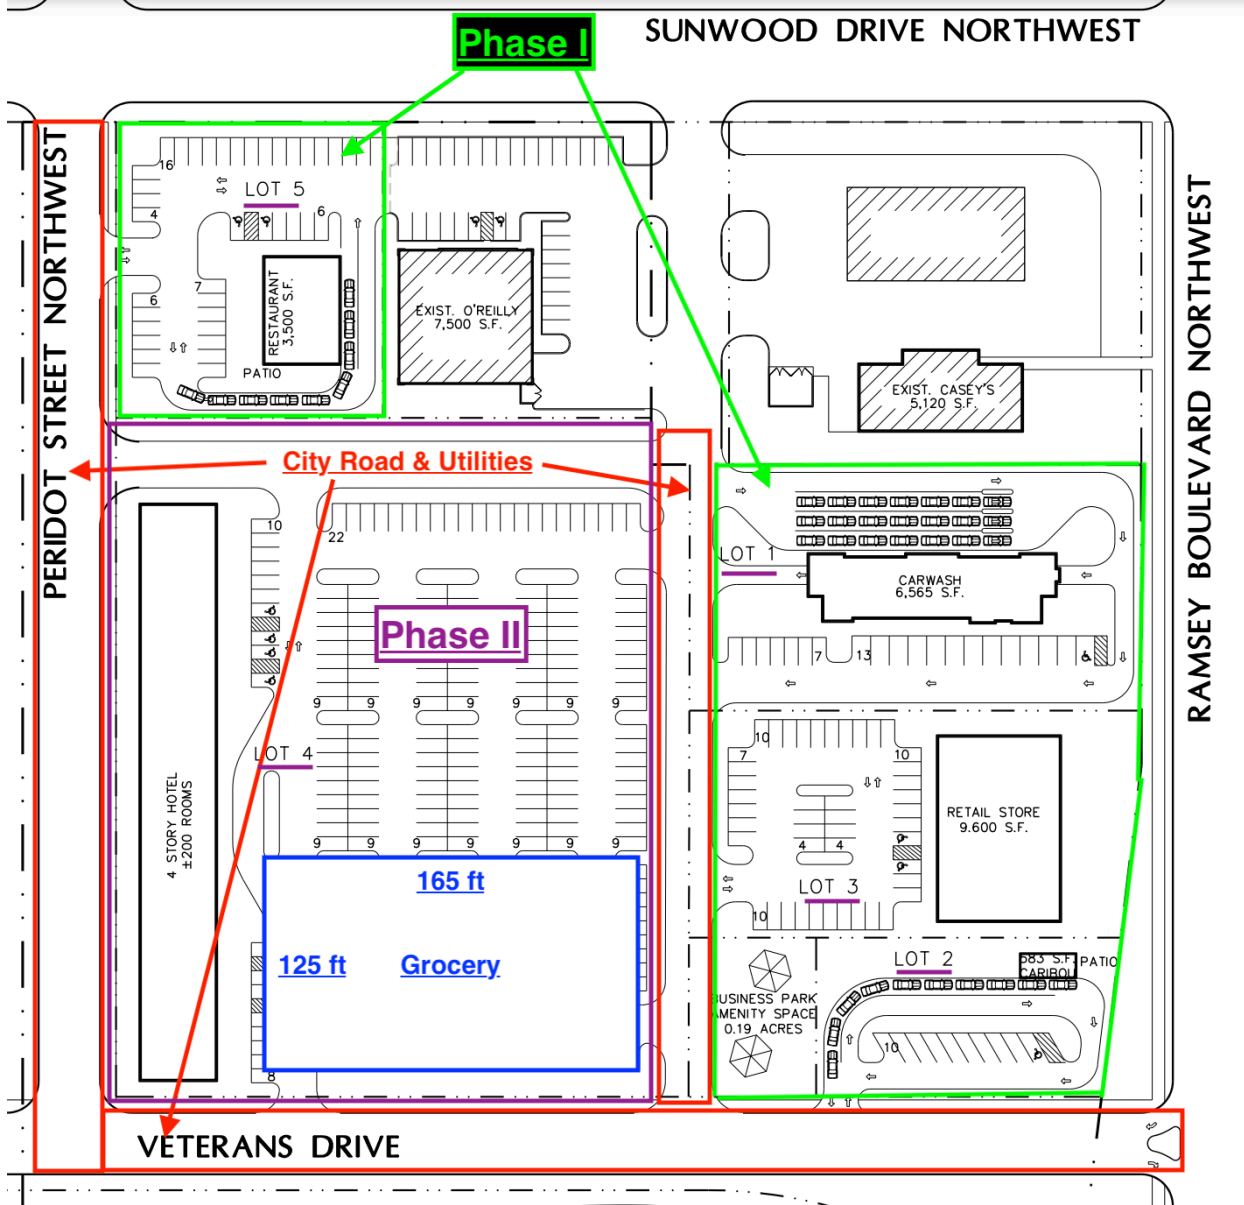 SUNWOOD DRIVE NORTHWEST
Phase I
PERIDOT STREET NORTHWEST
RAMSEY BOULEVARD NORTHWEST
16
LOT 5
4
6
6
7
RESTAURANT
3,500 S.F.
PATIO
EXIST. O'REILLY
7,500 S.F.
EXIST. CASEY'S
5,120 S.F.
City Road & Utilities
10
22
LOT 1
CARWASH
6,565 S.F.
Phase II
7
13
9 9 9 9 9 9 9
LOT 4
4 STORY HOTEL
±200 ROOMS
10
7
10
RETAIL STORE
9.600 S.F.
4 4
9 9 9 9 9 9 9
LOT 3
10
165 ft
125 ft
Grocery
LOT 2
583 S.F.
CARIBOU
PATIO
BUSINESS PARK
AMENITY SPACE
0.19 ACRES
10
8
VETERANS DRIVE